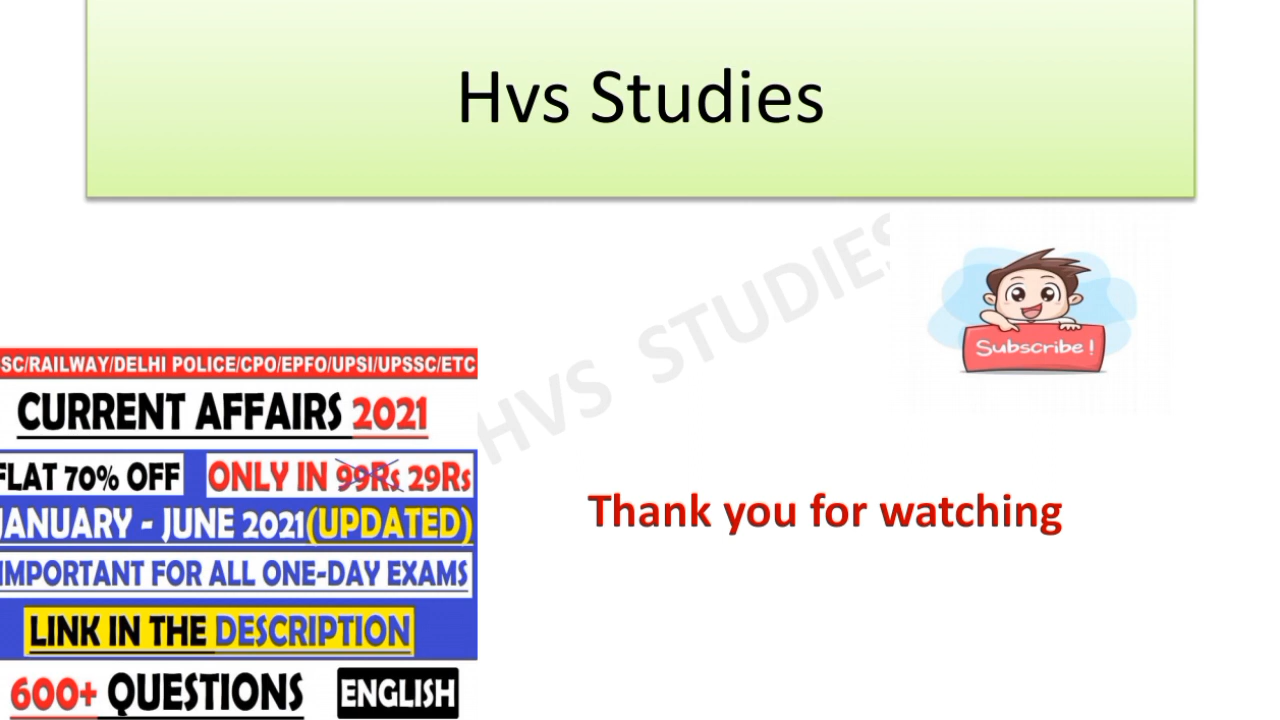 Hvs Studies
HVS STUDIES
Subscribe !
SC/RAILWAY/DELHI POLICE/CPO/EPFO/UPSI/UPSSC/ETC
CURRENT AFFAIRS 2021
FLAT 70% OFF ONLY IN 99Rs 29Rs
JANUARY - JUNE 2021(UPDATED)
IMPORTANT FOR ALL ONE-DAY EXAMS
LINK IN THE DESCRIPTION
600+ QUESTIONS ENGLISH
Thank you for watching